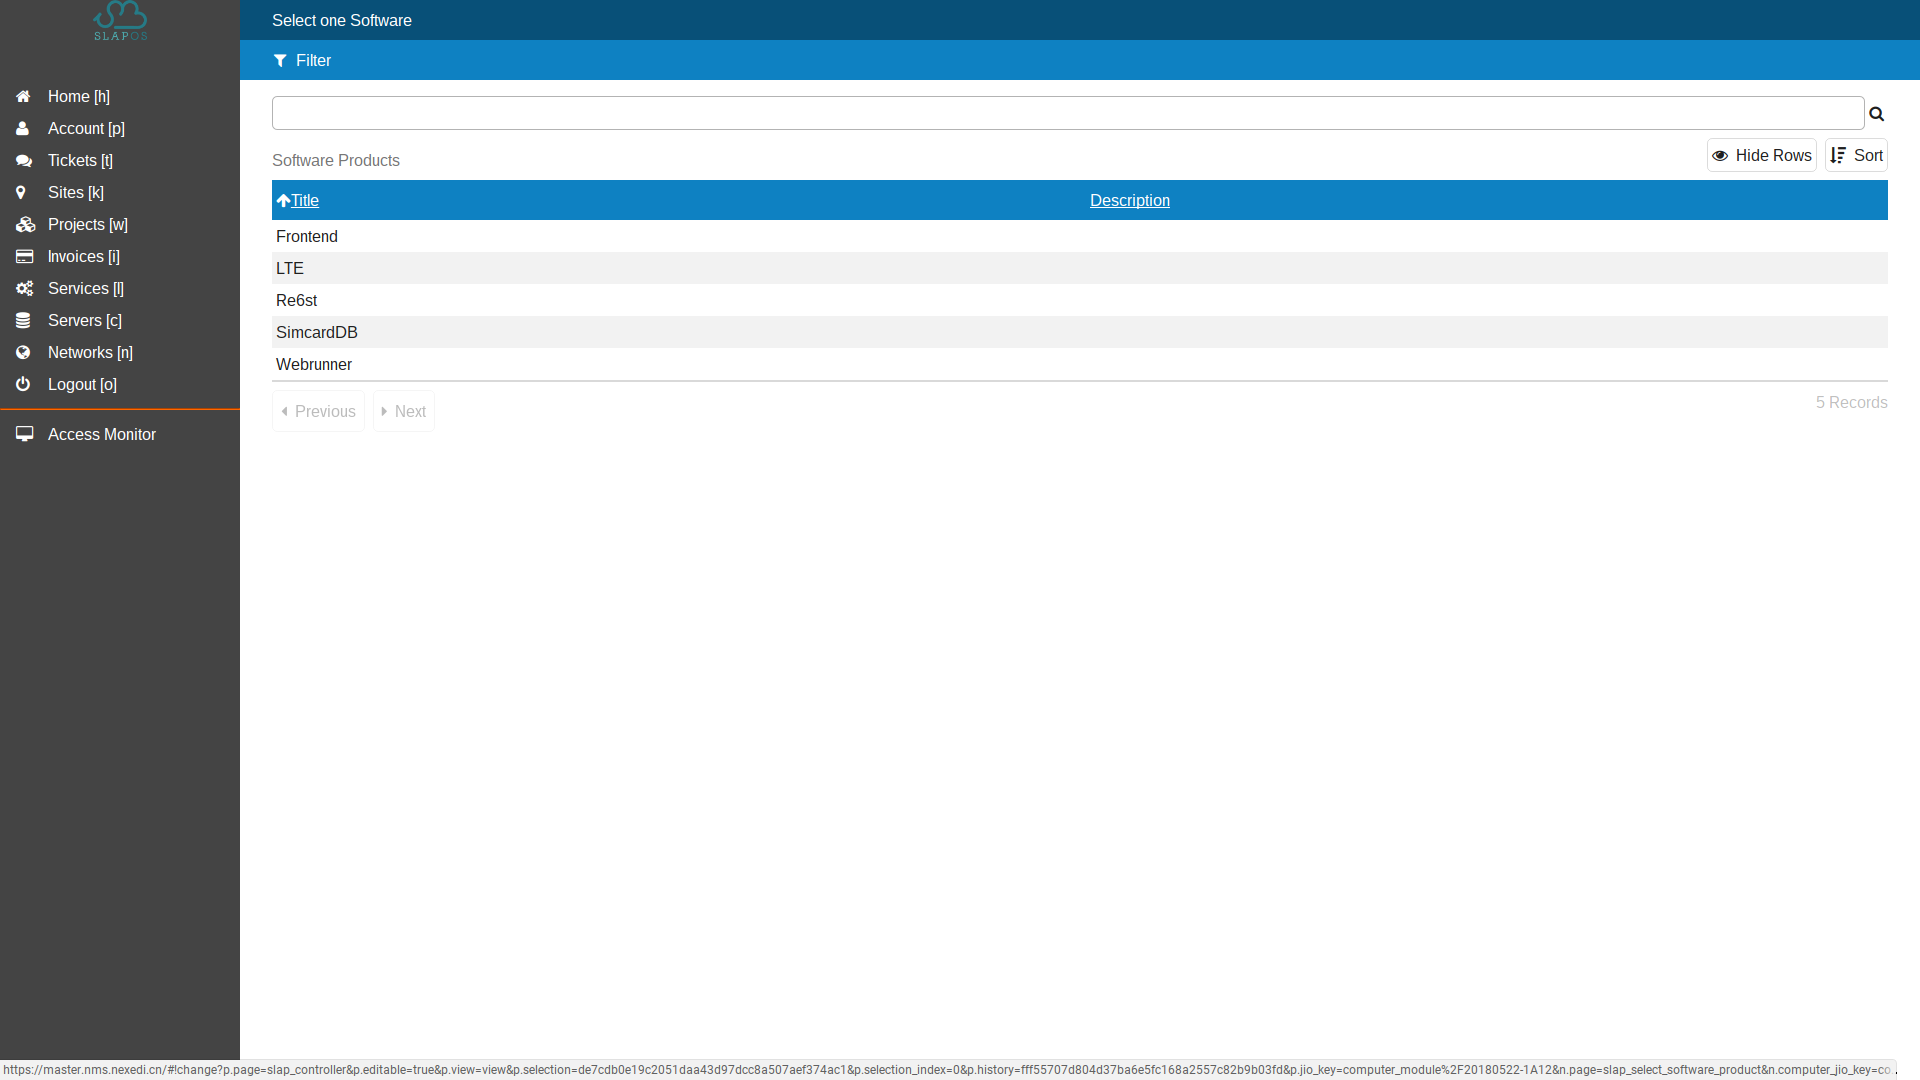 SLAPOS
Select one Software
Filter
Home [h]
Account [p]
Tickets [t]
Sites [k]
Projects [w]
Invoices [i]
Services [l]
Servers [c]
Networks [n]
Logout [o]
Access Monitor
Software Products
Hide Rows
Sort
Title
Description
Frontend
LTE
Re6st
SimcardDB
Webrunner
Previous
Next
5 Records
https://master.nms.nexedi.cn/#!change?p.page=slap_controller&p.editable=true&p.view=view&p.selection=de7cdb0e19c2051daa43d97dcc8a507aef374ac1&p.selection_index=0&p.history=fff55707d804d37ba6e5fc168a2557c82b9b03fd&p.jio_key=computer_module%2F20180522-1A12&n.page=slap_select_software_product&n.computer_jio_key=co...